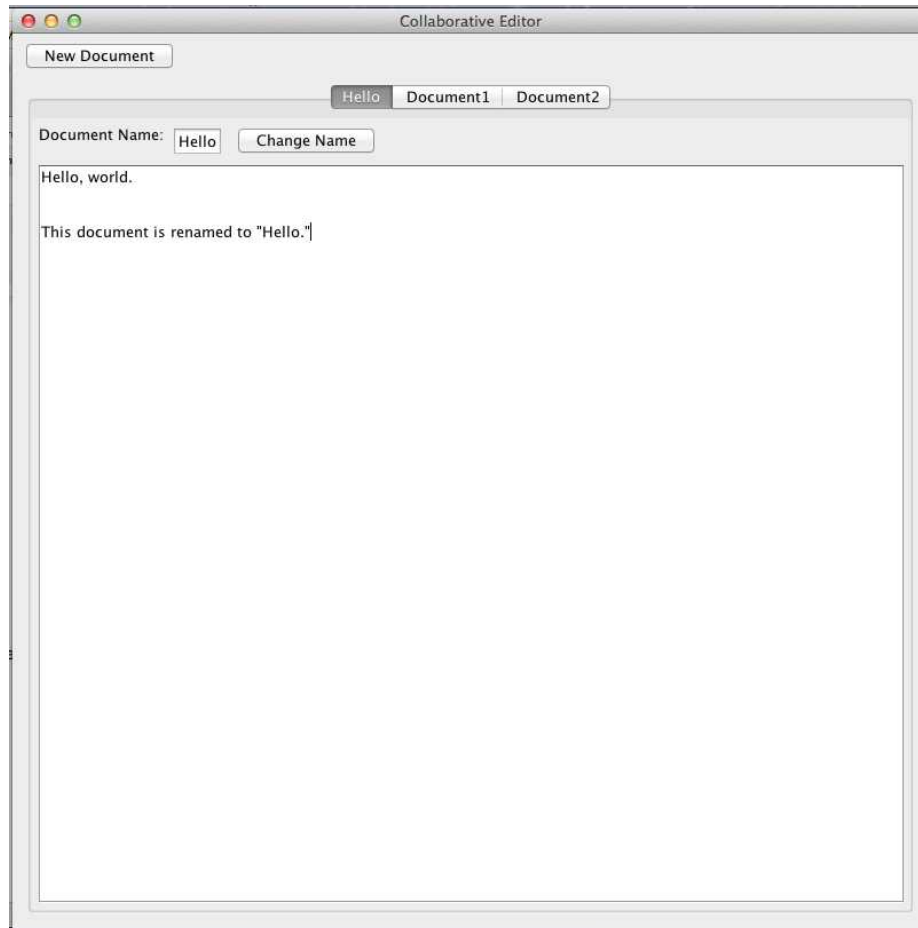 Collaborative Editor
New Document
Hello Document1 Document2
Document Name: Hello Change Name
Hello, world.
This document is renamed to "Hello."